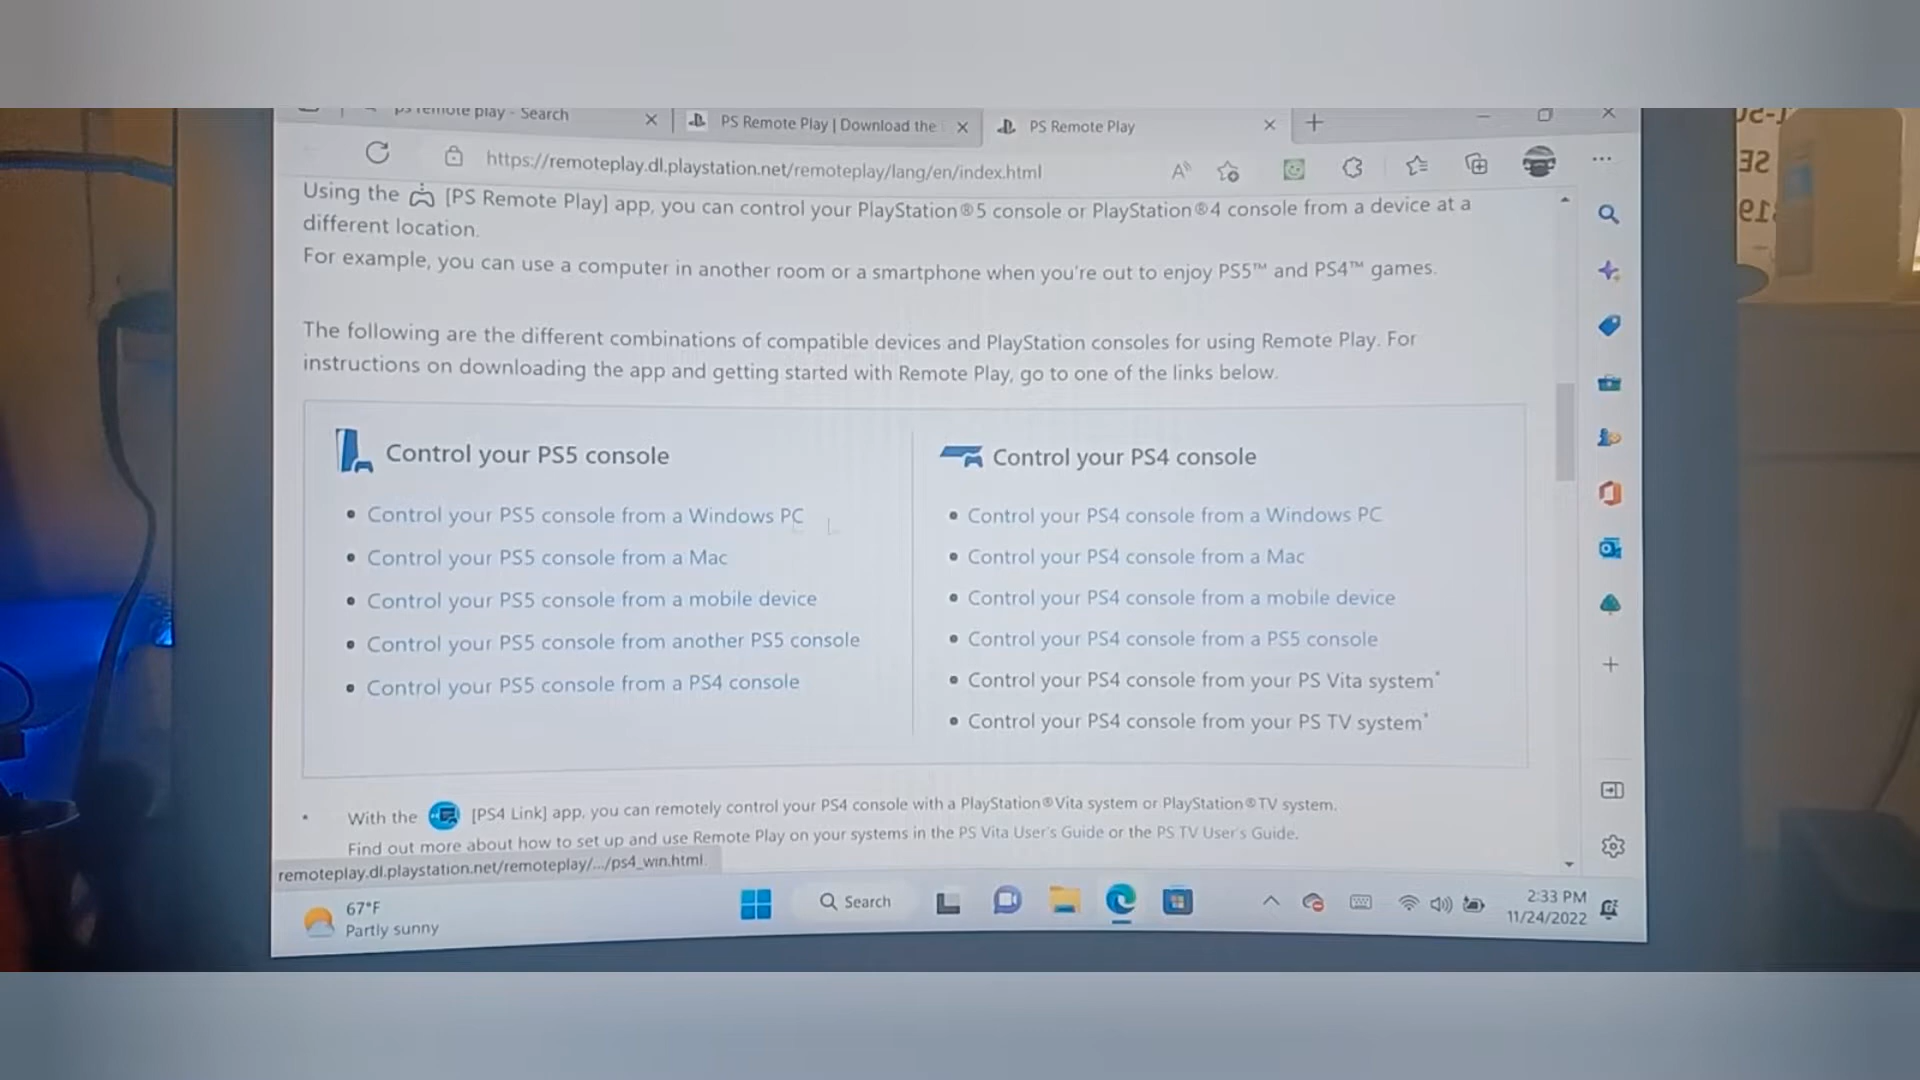 ps remote play - Search
PS Remote Play | Download the
PS Remote Play
https://remoteplay.dl.playstation.net/remoteplay/lang/en/index.html
Using the [PS Remote Play] app, you can control your PlayStation®5 console or PlayStation®4 console from a device at a
different location.
For example, you can use a computer in another room or a smartphone when you're out to enjoy PS5™ and PS4™ games.
The following are the different combinations of compatible devices and PlayStation consoles for using Remote Play. For
instructions on downloading the app and getting started with Remote Play, go to one of the links below.
Control your PS5 console
• Control your PS5 console from a Windows PC
• Control your PS5 console from a Mac
• Control your PS5 console from a mobile device
• Control your PS5 console from another PS5 console
• Control your PS5 console from a PS4 console
Control your PS4 console
• Control your PS4 console from a Windows PC
• Control your PS4 console from a Mac
• Control your PS4 console from a mobile device
• Control your PS4 console from a PS5 console
• Control your PS4 console from your PS Vita system*
• Control your PS4 console from your PS TV system*
* With the [PS4 Link] app, you can remotely control your PS4 console with a PlayStation®Vita system or PlayStation®TV system.
Find out more about how to set up and use Remote Play on your systems in the PS Vita User's Guide or the PS TV User's Guide.
remoteplay.dl.playstation.net/remoteplay/.../ps4_win.html
67°F
Partly sunny
Search
2:33 PM
11/24/2022